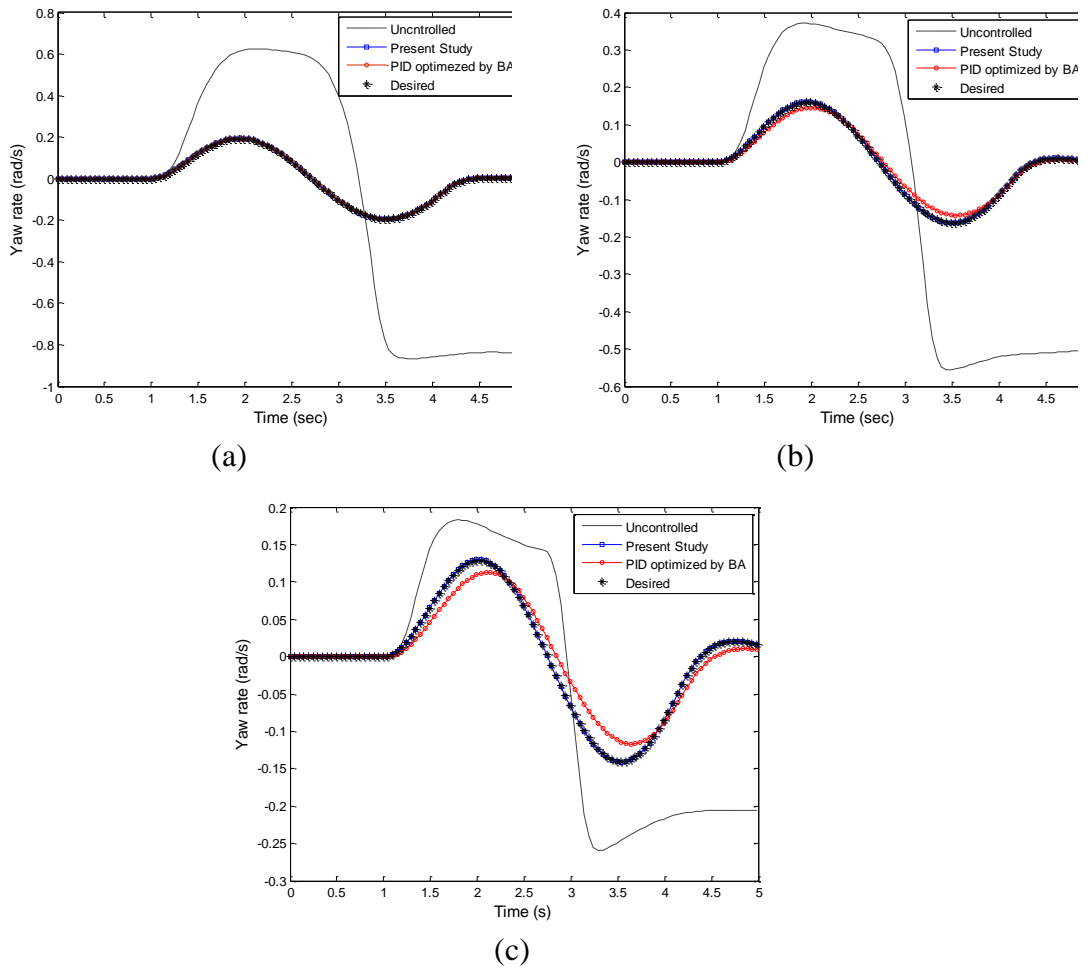 0.8
0.6
0.4
0.2
0
-0.2
-0.4
-0.6
-0.8
-1
Yaw rate (rad/s)
0 0.5 1 1.5 2 2.5 3 3.5 4 4.5
Time (sec)
Uncntrolled
Present Study
PID optimezed by BA
Desired
(a)
0.4
0.3
0.2
0.1
0
-0.1
-0.2
-0.3
-0.4
-0.5
-0.6
Yaw rate (rad/s)
0 0.5 1 1.5 2 2.5 3 3.5 4 4.5
Time (sec)
Uncontrolled
Present Study
PID optimized by BA
Desired
(b)
0.2
0.15
0.1
0.05
0
-0.05
-0.1
-0.15
-0.2
-0.25
-0.3
Yaw rate (rad/s)
0 0.5 1 1.5 2 2.5 3 3.5 4 4.5 5
Time (s)
Uncontrolled
Present Study
PID optimized by BA
Desired
(c)